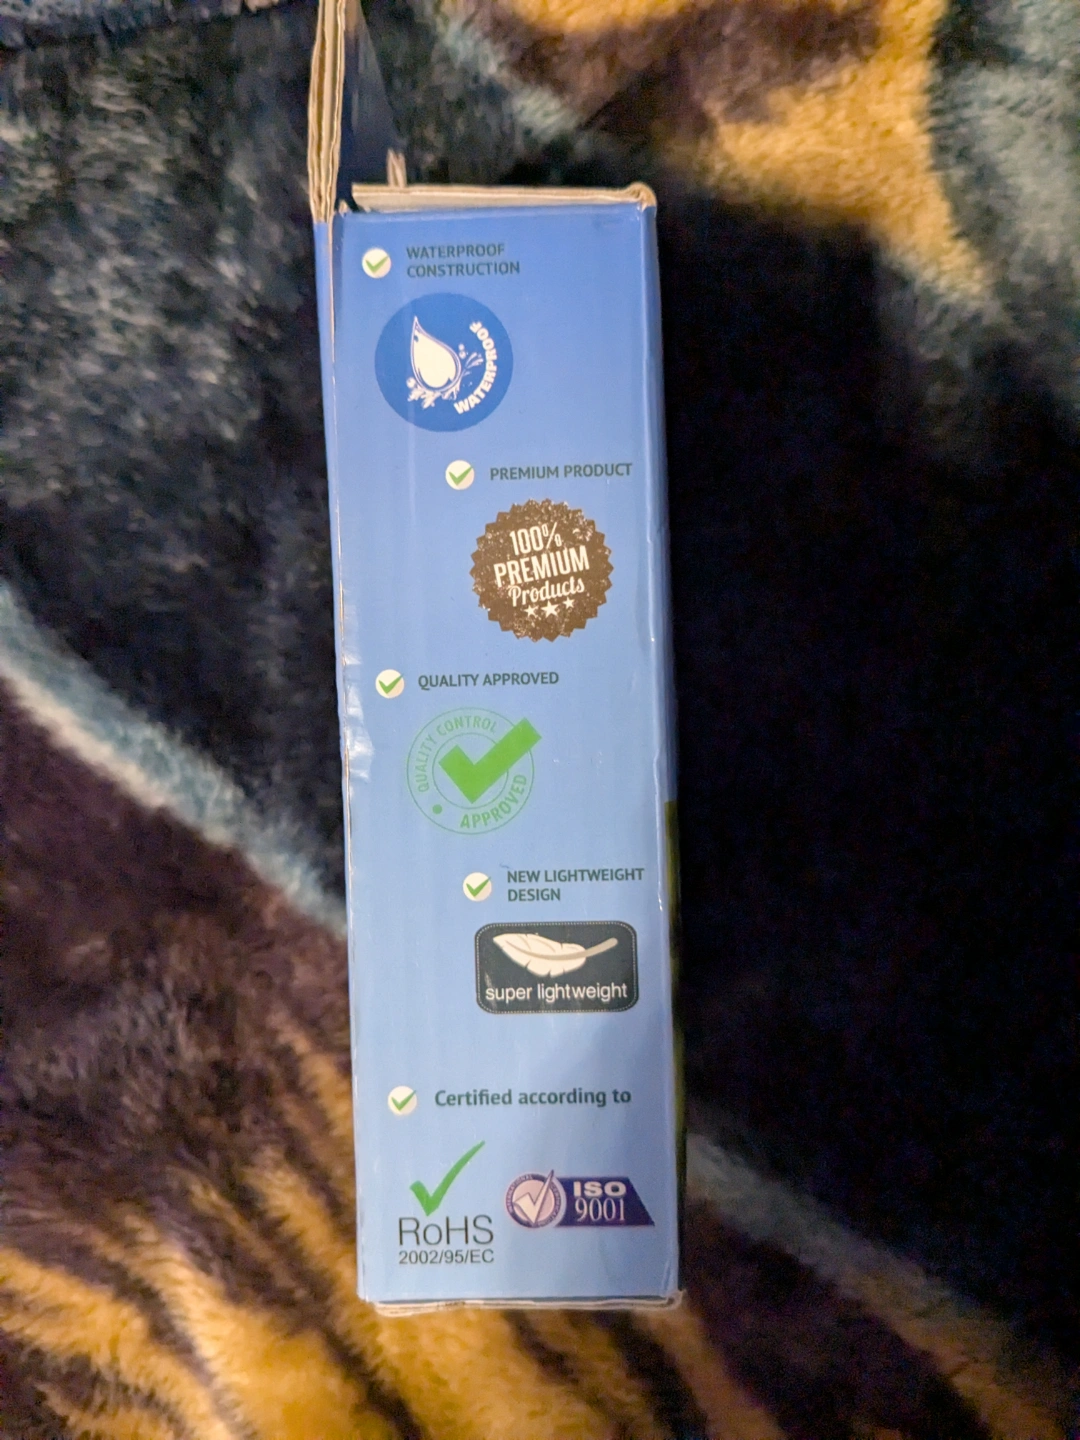 WATERPROOF
CONSTRUCTION
WATERPROOF
PREMIUM PRODUCT
100%
PREMIUM
Products
QUALITY APPROVED
QUALITY CONTROL
APPROVED
NEW LIGHTWEIGHT
DESIGN
super lightweight
Certified according to
RoHS
2002/95/EC
ISO
9001